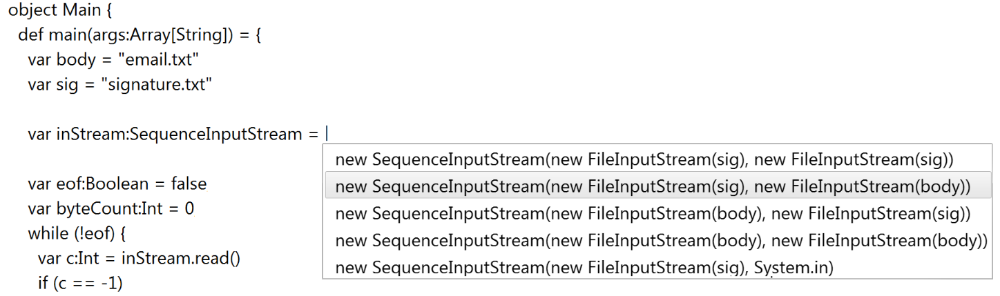 object Main {
def main(args:Array[String]) = {
var body = "email.txt"
var sig = "signature.txt"
var inStream:SequenceInputStream =
new SequenceInputStream(new FileInputStream(sig), new FileInputStream(sig))
new SequenceInputStream(new FileInputStream(sig), new FileInputStream(body))
new SequenceInputStream(new FileInputStream(body), new FileInputStream(sig))
new SequenceInputStream(new FileInputStream(body), new FileInputStream(body))
new SequenceInputStream(new FileInputStream(sig), System.in)
var eof:Boolean = false
var byteCount:Int = 0
while (!eof) {
var c:Int = inStream.read()
if (c == -1)